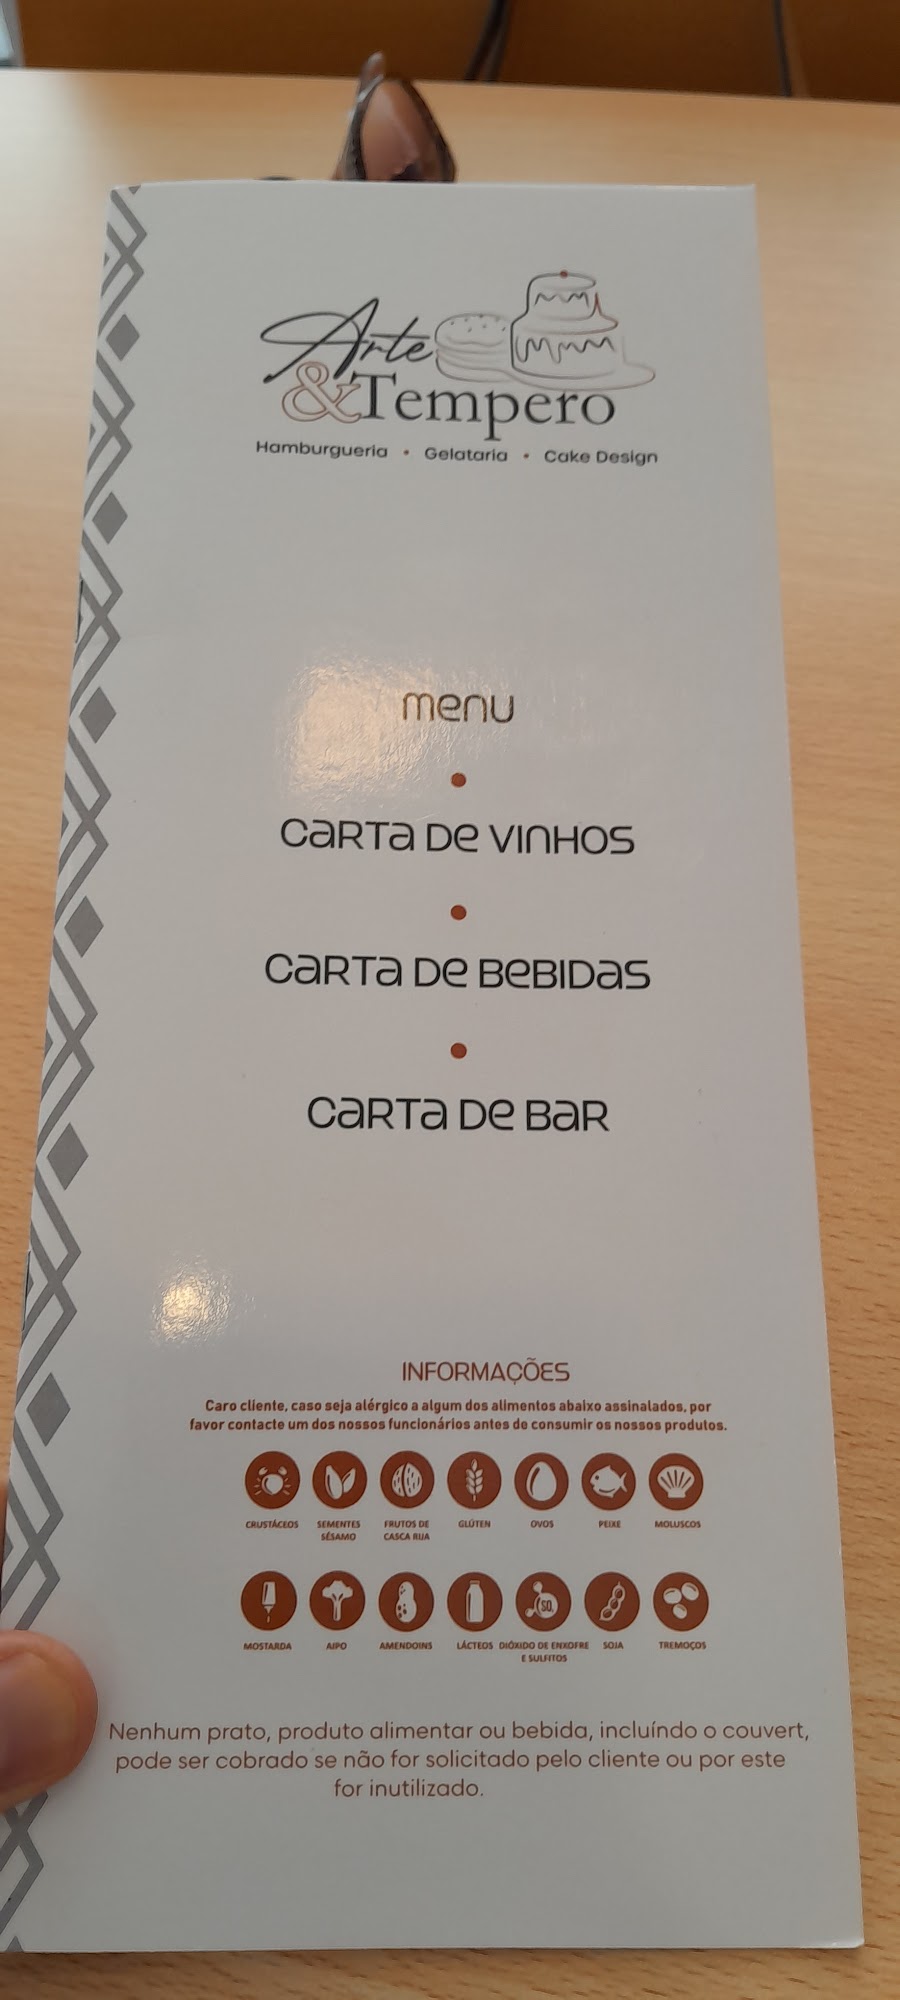 Arte
&Tempero
Hamburgueria • Gelataria • Cake Design
menu
CARTA DE VINHOS
CARTA DE BEBIDAS
CARTA DE BAR
INFORMAÇÕES
Caro cliente, caso seja alérgico a algum dos alimentos abaixo assinalados, por
favor contacte um dos nossos funcionários antes de consumir os nossos produtos.
CRUSTÁCEOS SEMENTES SÉSAMO FRUTOS DE CASCA RIJA GLÚTEN OVOS PEIXE MOLUSCOS
SO₂
MOSTARDA AIPO AMENDOINS LÁCTEOS DIÓXIDO DE ENXOFRE E SULFITOS SOJA TREMOÇOS
Nenhum prato, produto alimentar ou bebida, incluíndo o couvert,
pode ser cobrado se não for solicitado pelo cliente ou por este
for inutilizado.